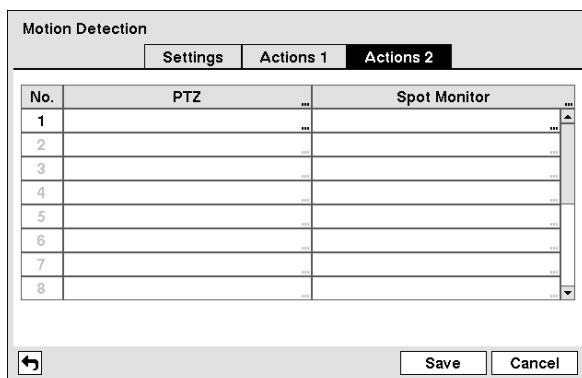 Motion Detection
Settings Actions 1 Actions 2
No. PTZ ... Spot Monitor ...
1 ... ...
2 ... ...
3 ... ...
4 ... ...
5 ... ...
6 ... ...
7 ... ...
8 ... ...
Save Cancel